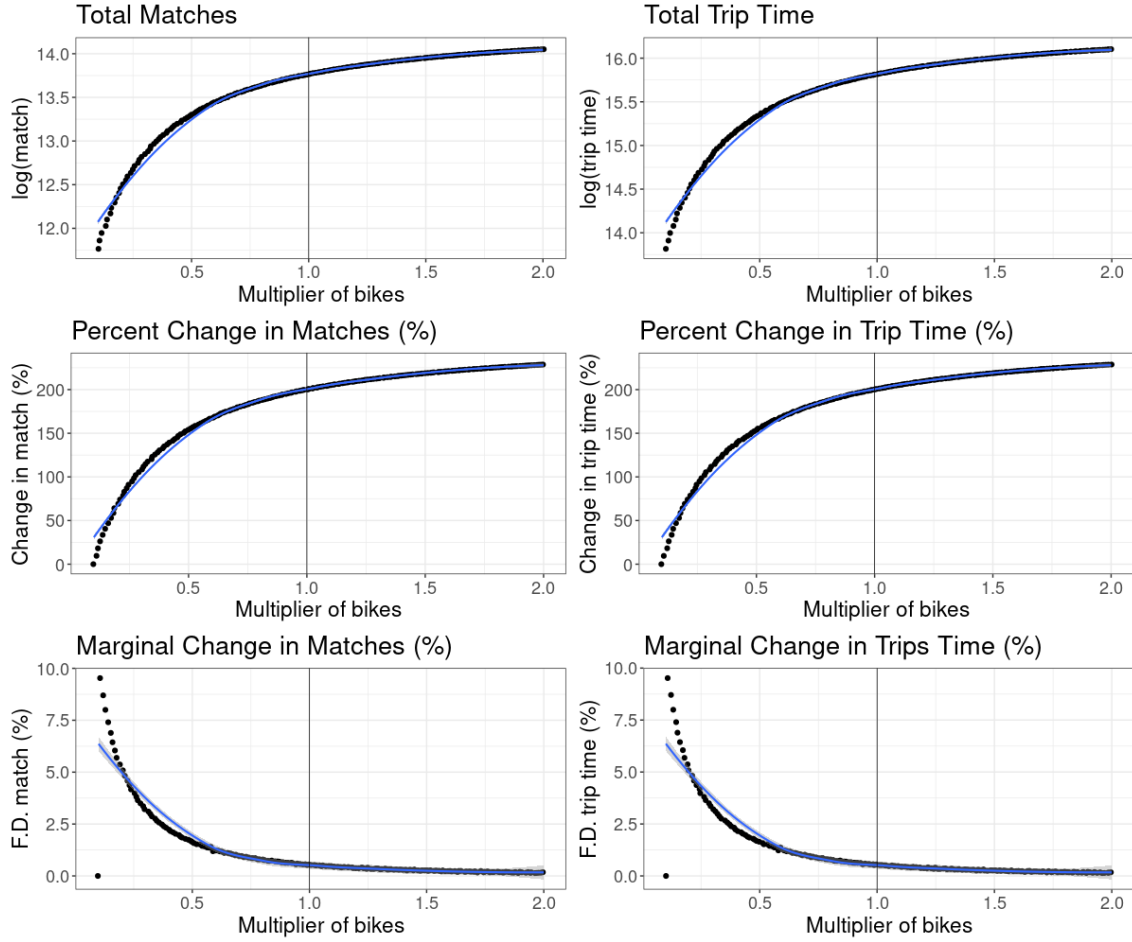 Total Matches
log(match)
14.0
13.5
13.0
12.5
12.0
0.5 1.0 1.5 2.0
Multiplier of bikes
Total Trip Time
log(trip time)
16.0
15.5
15.0
14.5
14.0
0.5 1.0 1.5 2.0
Multiplier of bikes
Percent Change in Matches (%)
Change in match (%)
200
150
100
50
0
0.5 1.0 1.5 2.0
Multiplier of bikes
Percent Change in Trip Time (%)
Change in trip time (%)
200
150
100
50
0
0.5 1.0 1.5 2.0
Multiplier of bikes
Marginal Change in Matches (%)
F.D. match (%)
10.0
7.5
5.0
2.5
0.0
0.5 1.0 1.5 2.0
Multiplier of bikes
Marginal Change in Trips Time (%)
F.D. trip time (%)
10.0
7.5
5.0
2.5
0.0
0.5 1.0 1.5 2.0
Multiplier of bikes